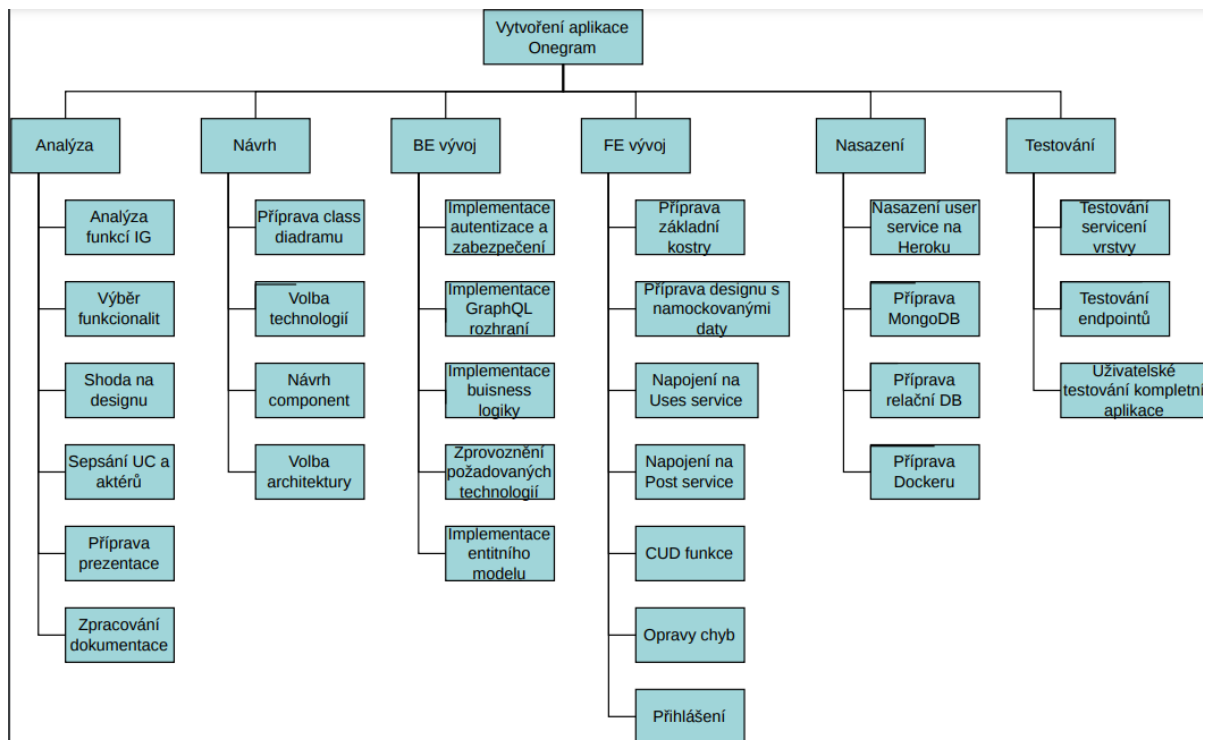 Vytvoření aplikace
Onegram
Analýza
Návrh
BE vývoj
FE vývoj
Nasazení
Testování
Analýza
funkcí IG
Výběr
funkcionalit
Shoda na
designu
Sepsání UC a
aktérů
Příprava
prezentace
Zpracování
dokumentace
Příprava class
diadramu
Volba
technologií
Návrh
component
Volba
architektury
Implementace
autentizace a
zabezpečení
Implementace
GraphQL
rozhraní
Implementace
buisness
logiky
Zprovoznění
požadovaných
technologií
Implementace
entitního
modelu
Příprava
základní
kostry
Příprava designu s
namockovanými
daty
Napojení na
Uses service
Napojení na
Post service
CUD funkce
Opravy chyb
Přihlášení
Nasazení user
service na
Heroku
Příprava
MongoDB
Příprava
relační DB
Příprava
Dockeru
Testování
servicení
vrstvy
Testování
endpointů
Uživatelské
testování kompletní
aplikace